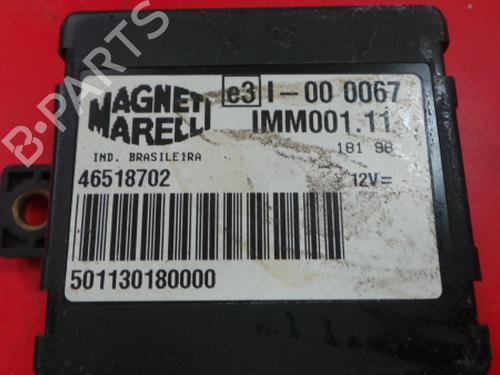 B-PARTS
MAGNETI
MARELLI
e3 I-00 0067
IMM001.11
IND. BRASILEIRA
181 98
46518702
12V=
501130180000